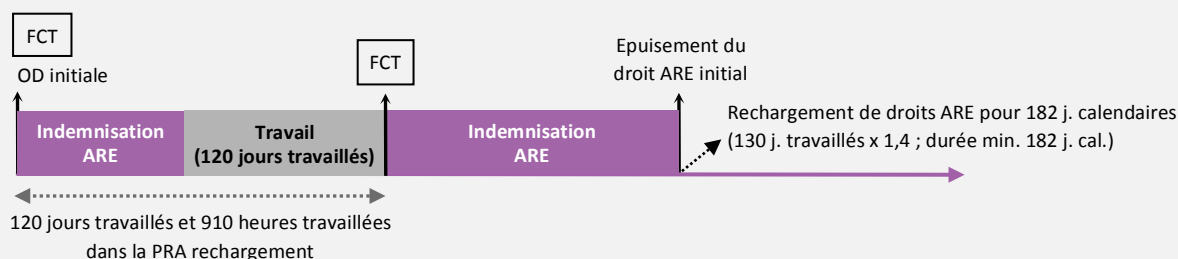 FCT
OD initiale
FCT
Epuisement du
droit ARE initial
Rechargement de droits ARE pour 182 j. calendaires
(130 j. travaillés x 1,4 ; durée min. 182 j. cal.)
Indemnisation
ARE
Travail
(120 jours travaillés)
Indemnisation
ARE
120 jours travaillés et 910 heures travaillées
dans la PRA rechargement